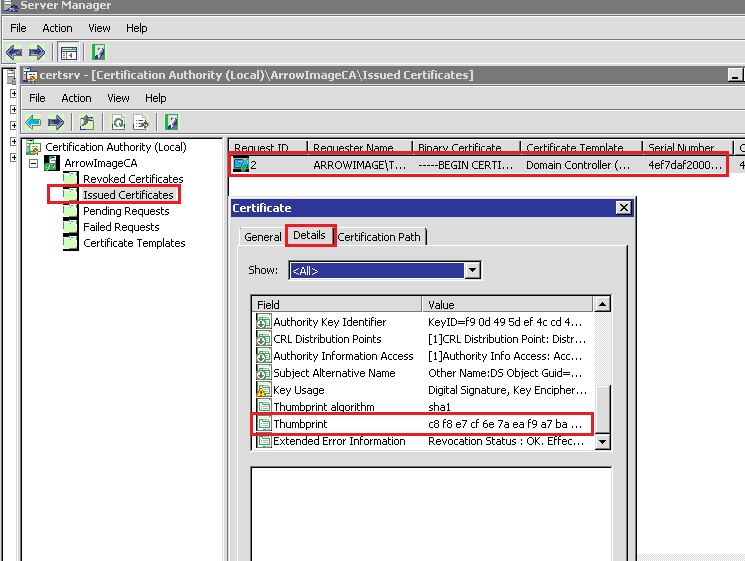 Server Manager
File Action View Help
certsrv - [Certification Authority (Local)\ArrowImageCA\Issued Certificates]
File Action View Help
Certification Authority (Local)
ArrowImageCA
Revoked Certificates
Issued Certificates
Pending Requests
Failed Requests
Certificate Templates
Request ID Requester Name Binary Certificate Certificate Template Serial Number
2 ARROWIMAGE\T... -----BEGIN CERTI... Domain Controller (... 4ef7daf2000...
Certificate
General Details Certification Path
Show: <All>
Field Value
Authority Key Identifier KeyID=f9 0d 49 5d ef 4c cd 4...
CRL Distribution Points [1]CRL Distribution Point: Distr...
Authority Information Access [1]Authority Info Access: Acc...
Subject Alternative Name Other Name:DS Object Guid=...
Key Usage Digital Signature, Key Encipher...
Thumbprint algorithm sha1
Thumbprint c8 f8 e7 cf 6e 7a ea f9 a7 ba ...
Extended Error Information Revocation Status : OK. Effec...